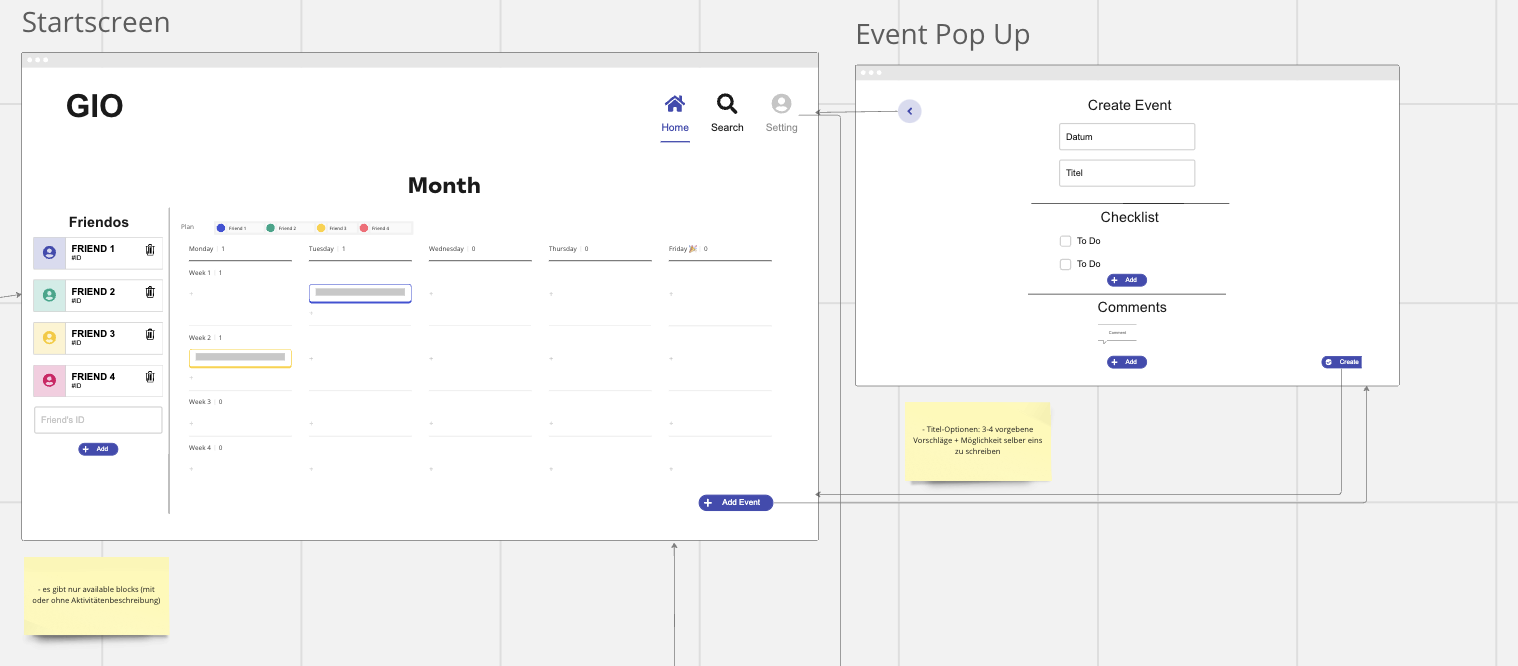 Startscreen
Event Pop Up
GIO
Home
Search
Setting
Month
Friendos
FRIEND 1
#ID
FRIEND 2
#ID
FRIEND 3
#ID
FRIEND 4
#ID
Friend's ID
+ Add
Plan
Friend 1
Friend 2
Friend 3
Friend 4
Monday 1
Tuesday 1
Wednesday 0
Thursday 0
Friday 🎉 0
Week 1 1
+ + + +
+
Week 2 1
+ + + +
+
Week 3 0
+ + + + +
Week 4 0
+ + + + +
+ Add Event
- es gibt nur available blocks (mit
oder ohne Aktivitätenbeschreibung)
Create Event
Datum
Titel
Checklist
To Do
To Do
+ Add
Comments
Comment
+ Add
Create
- Titel-Optionen: 3-4 vorgebene
Vorschläge + Möglichkeit selber eins
zu schreiben